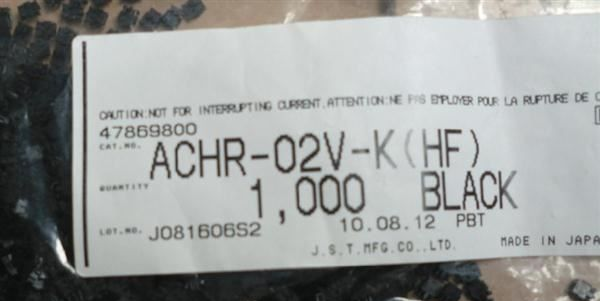 CAUTION:NOT FOR INTERRUPTING CURRENT.ATTENTION:NE PAS EMPLOYER POUR LA RUPTURE DE
47869800
CAT.NO. ACHR-02V-K(HF)
QUANTITY 1,000 BLACK
LOT.NO. J081606S2 10.08.12 PBT
J.S.T.MFG.CO.,LTD. MADE IN JAPA